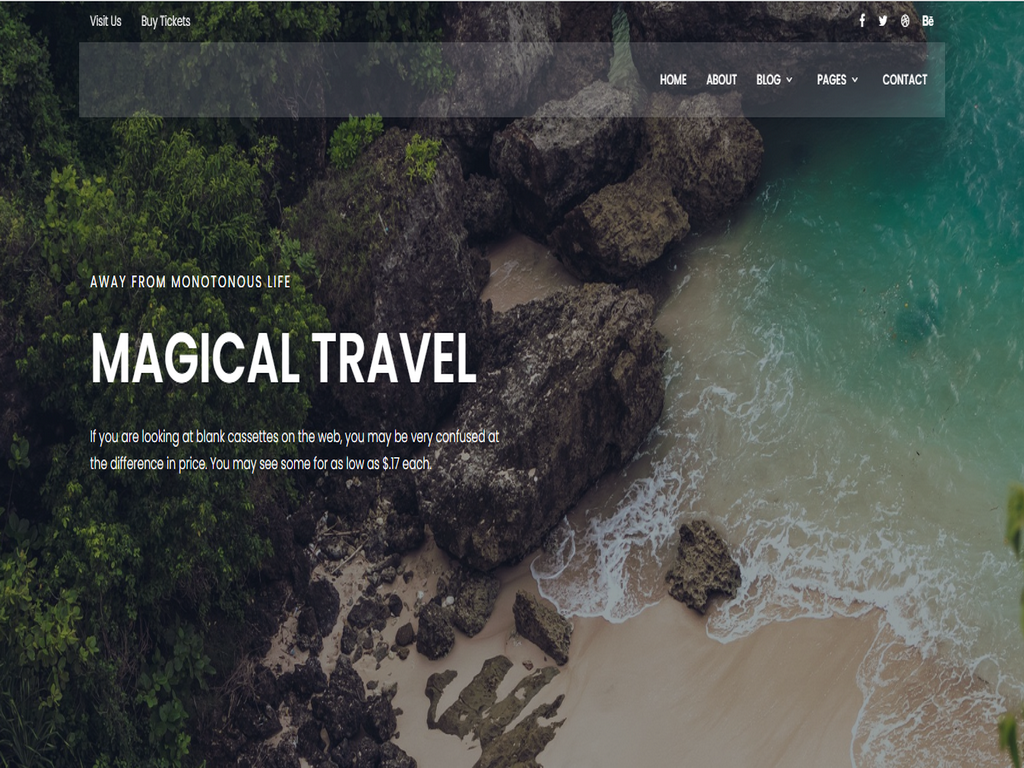 Visit Us Buy Tickets Bē
HOME ABOUT BLOG PAGES CONTACT
AWAY FROM MONOTONOUS LIFE
MAGICAL TRAVEL
If you are looking at blank cassettes on the web, you may be very confused at
the difference in price. You may see some for as low as $.17 each.